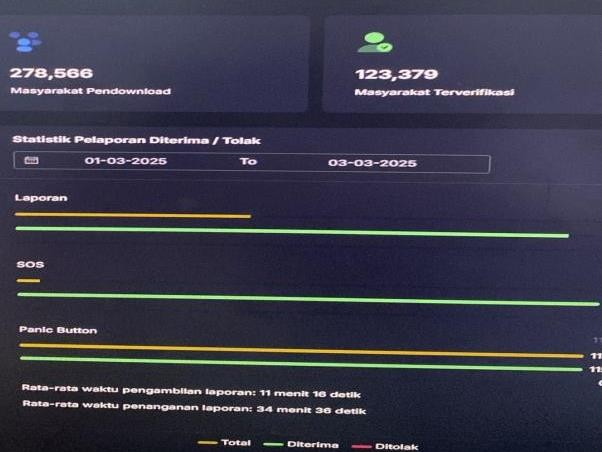 278,566
Masyarakat Pendownload
123,379
Masyarakat Terverifikasi
Statistik Pelaporan Diterima / Tolak
01-03-2025 To 03-03-2025
Laporan
SOS
Panic Button
Rata-rata waktu pengambilan laporan: 11 menit 16 detik
Rata-rata waktu penanganan laporan: 34 menit 36 detik
Total Diterima Ditolak